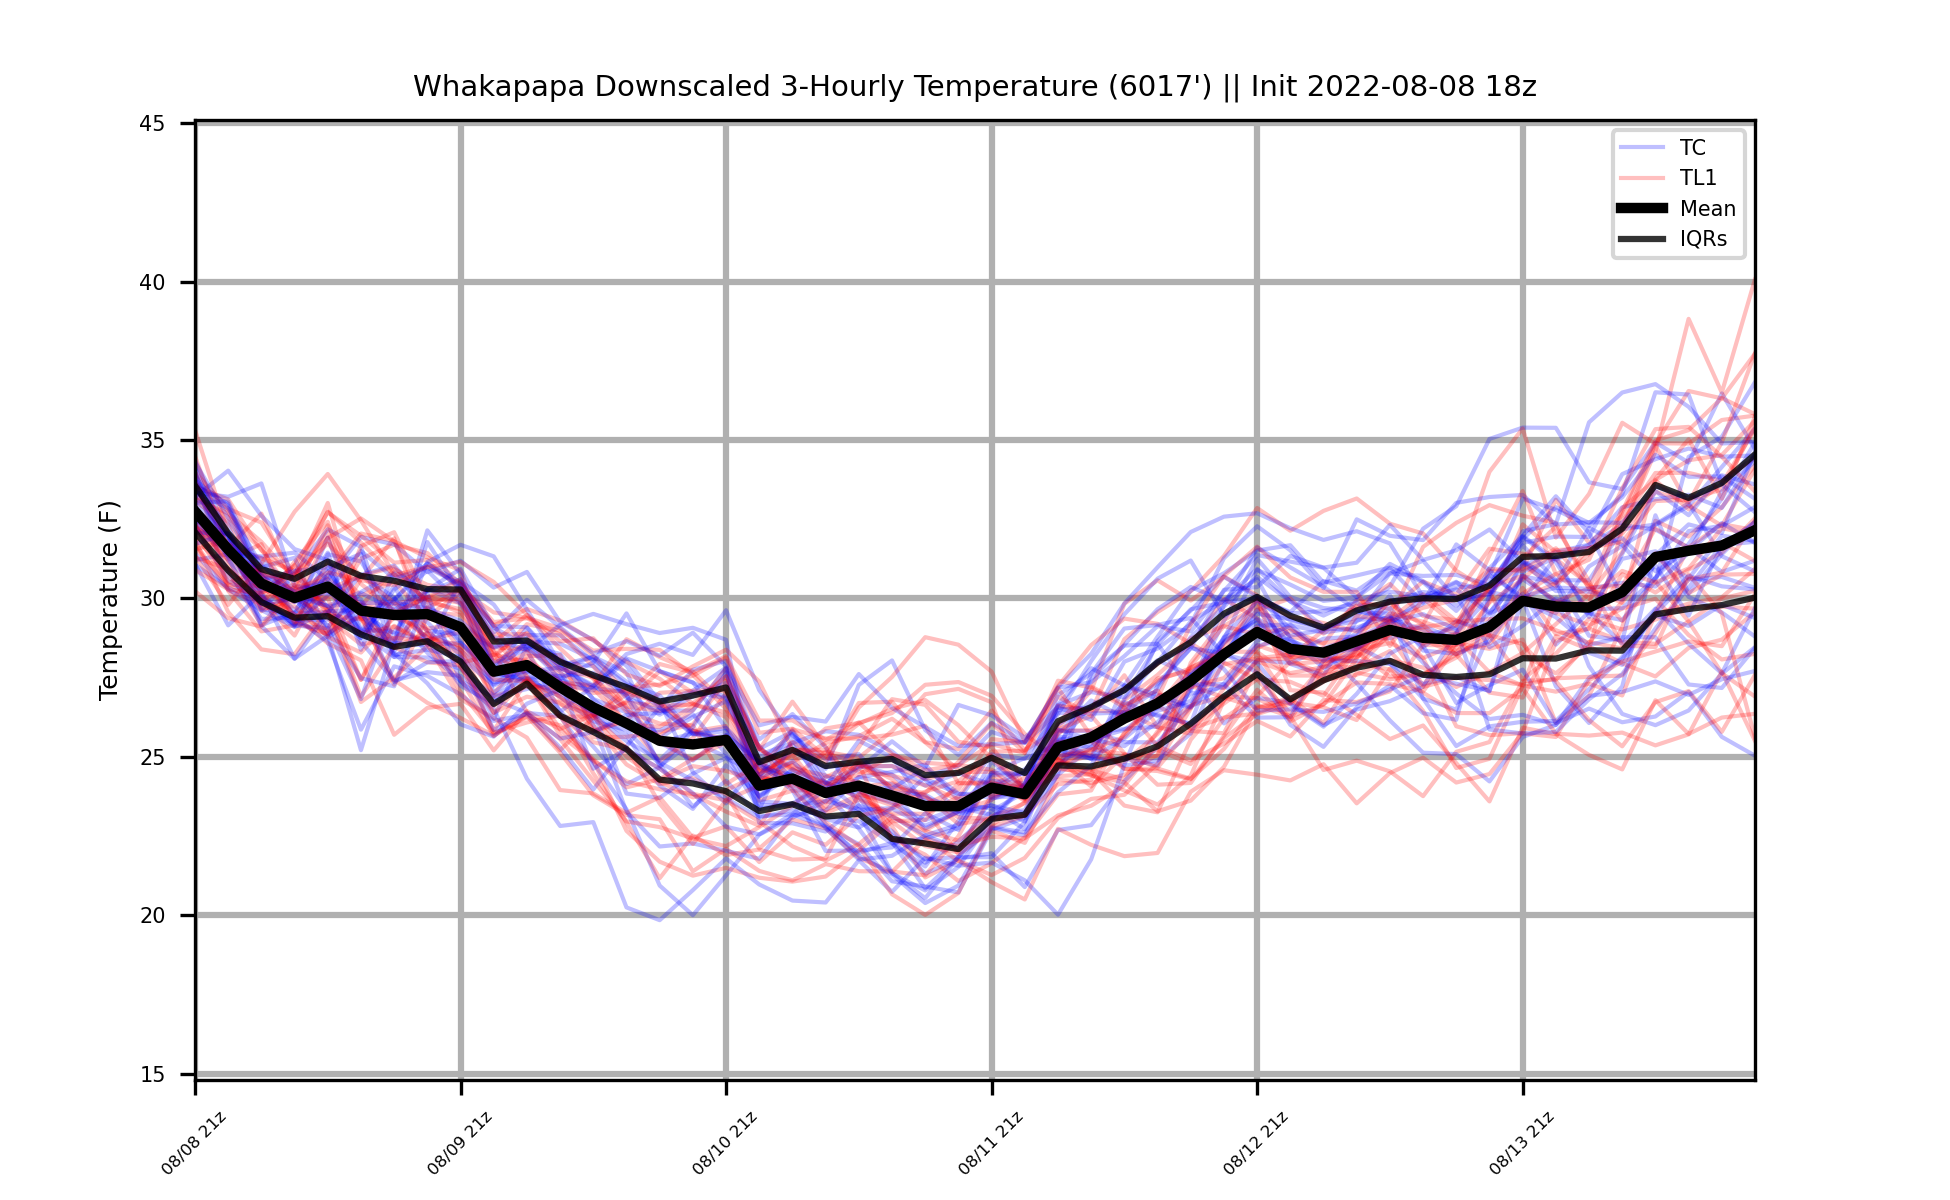 Whakapapa Downscaled 3-Hourly Temperature (6017') || Init 2022-08-08 18z
45
40
35
30
25
20
15
Temperature (F)
TC
TL1
Mean
IQRs
08/08 21z
08/09 21z
08/10 21z
08/11 21z
08/12 21z
08/13 21z